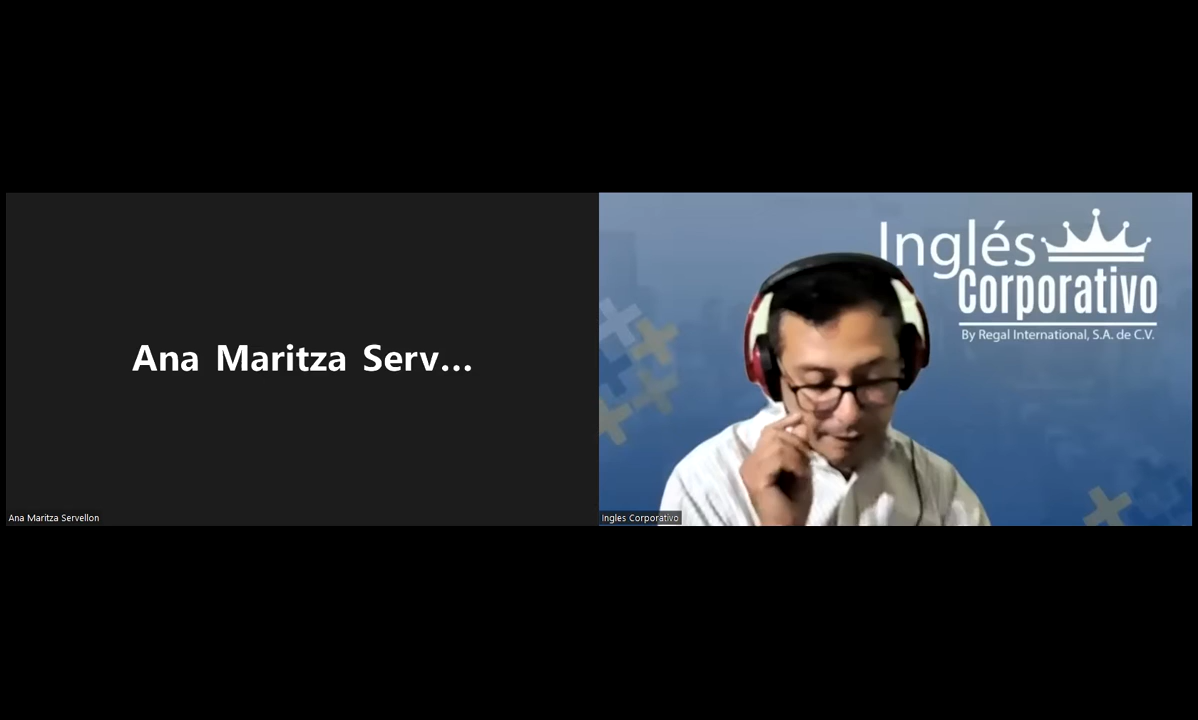 Ana Maritza Serv...
Ana Maritza Servellon
Inglés
Corporativo
By Regal International, S.A. de C.V.
Ingles Corporativo